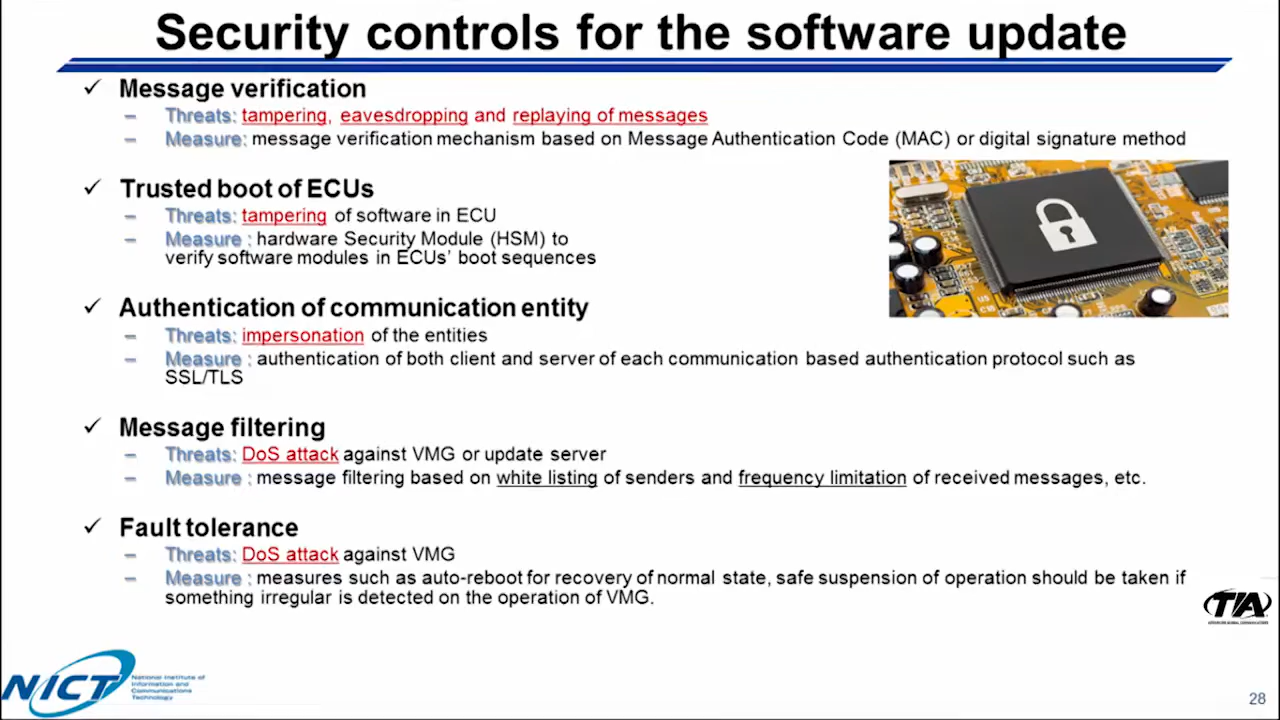 Security controls for the software update
✓ Message verification
– Threats: tampering, eavesdropping and replaying of messages
– Measure: message verification mechanism based on Message Authentication Code (MAC) or digital signature method
✓ Trusted boot of ECUs
– Threats: tampering of software in ECU
– Measure : hardware Security Module (HSM) to
verify software modules in ECUs' boot sequences
✓ Authentication of communication entity
– Threats: impersonation of the entities
– Measure : authentication of both client and server of each communication based authentication protocol such as
SSL/TLS
✓ Message filtering
– Threats: DoS attack against VMG or update server
– Measure : message filtering based on white listing of senders and frequency limitation of received messages, etc.
✓ Fault tolerance
– Threats: DoS attack against VMG
– Measure : measures such as auto-reboot for recovery of normal state, safe suspension of operation should be taken if
something irregular is detected on the operation of VMG.
TIA
NICT
National Institute of
Information and
Communications
Technology
28